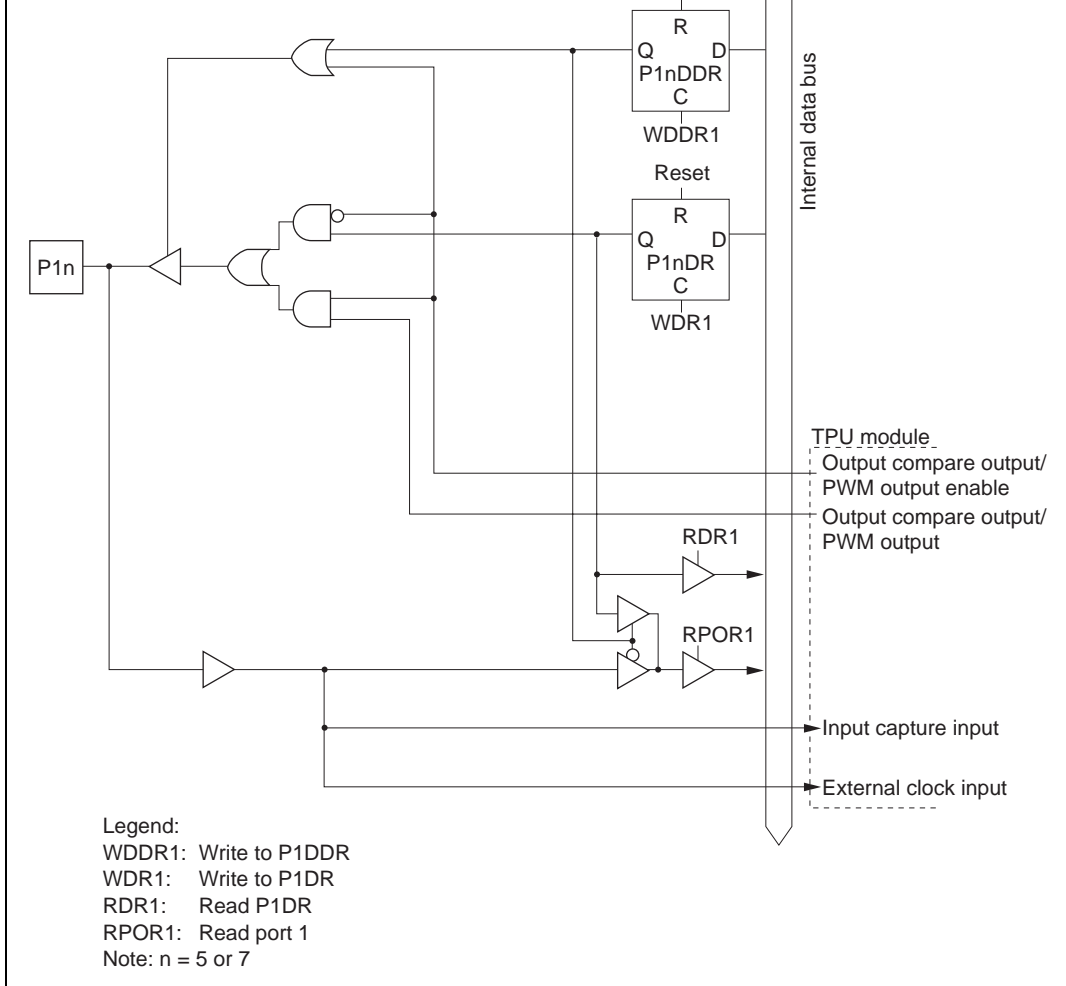 R
Q D
P1nDDR
C
WDDR1
Internal data bus
Reset
R
Q D
P1nDR
C
WDR1
P1n
TPU module
Output compare output/
PWM output enable
Output compare output/
PWM output
RDR1
RPOR1
Input capture input
External clock input
Legend:
WDDR1: Write to P1DDR
WDR1: Write to P1DR
RDR1: Read P1DR
RPOR1: Read port 1
Note: n = 5 or 7